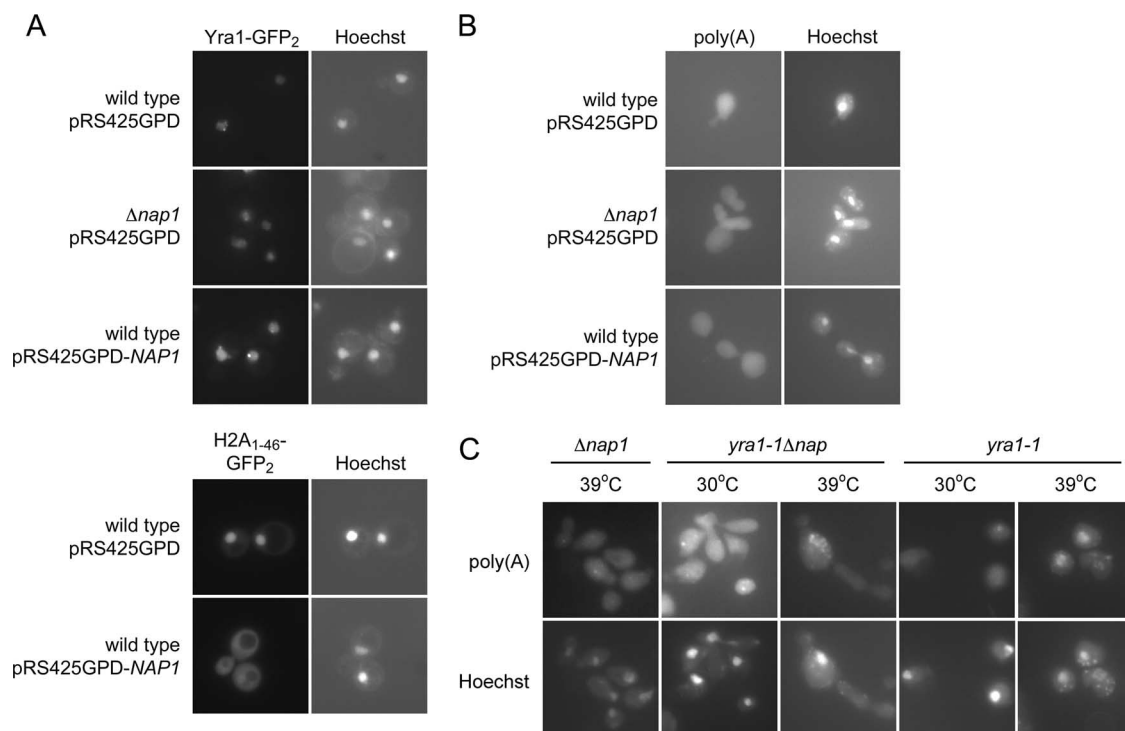 A
Yra1-GFP₂ Hoechst
wild type
pRS425GPD
Δnap1
pRS425GPD
wild type
pRS425GPD-NAP1
H2A₁₋₄₆-
GFP₂
Hoechst
wild type
pRS425GPD
wild type
pRS425GPD-NAP1
B
poly(A) Hoechst
wild type
pRS425GPD
Δnap1
pRS425GPD
wild type
pRS425GPD-NAP1
C
Δnap1 yra1-1Δnap yra1-1
39°C 30°C 39°C 30°C 39°C
poly(A)
Hoechst